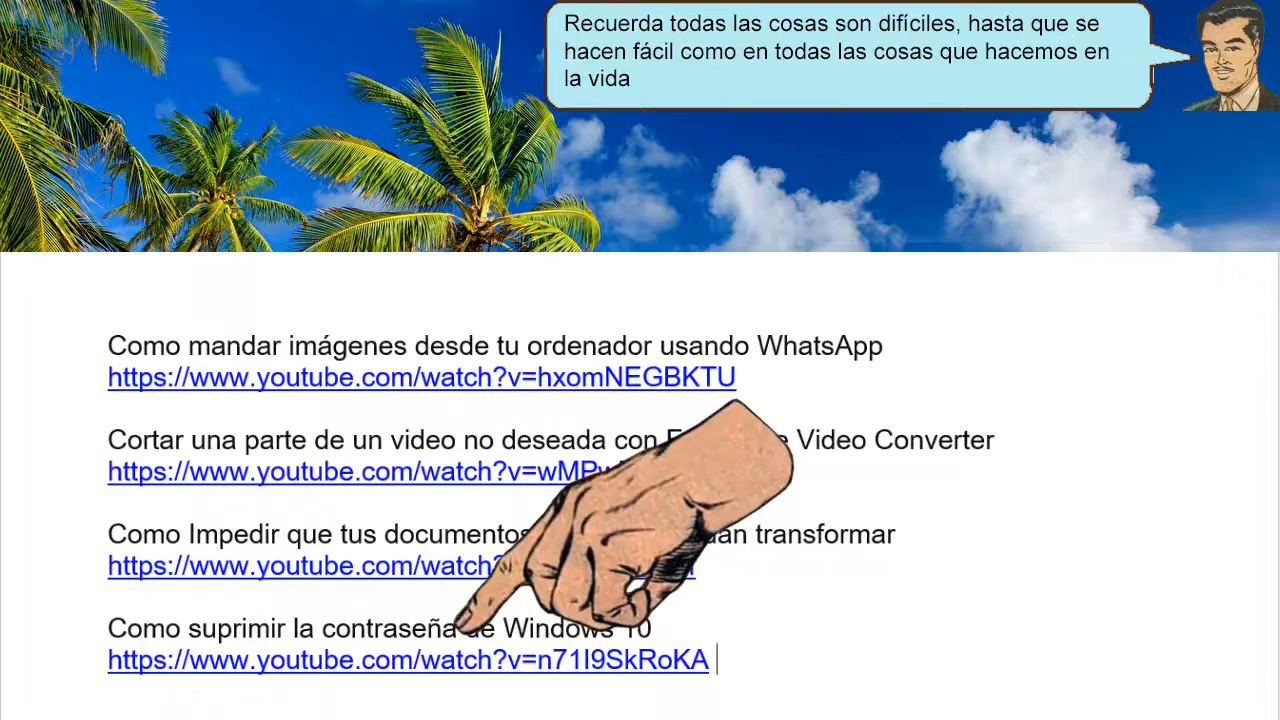 Recuerda todas las cosas son difíciles, hasta que se
hacen fácil como en todas las cosas que hacemos en
la vida
Como mandar imágenes desde tu ordenador usando WhatsApp
https://www.youtube.com/watch?v=hxomNEGBKTU
Cortar una parte de un video no deseada con Video Converter
https://www.youtube.com/watch?v=wMP
Como Impedir que tus documentos transformar
https://www.youtube.com/watch?
Como suprimir la contraseña de Windows 10
https://www.youtube.com/watch?v=n71I9SkRoKA